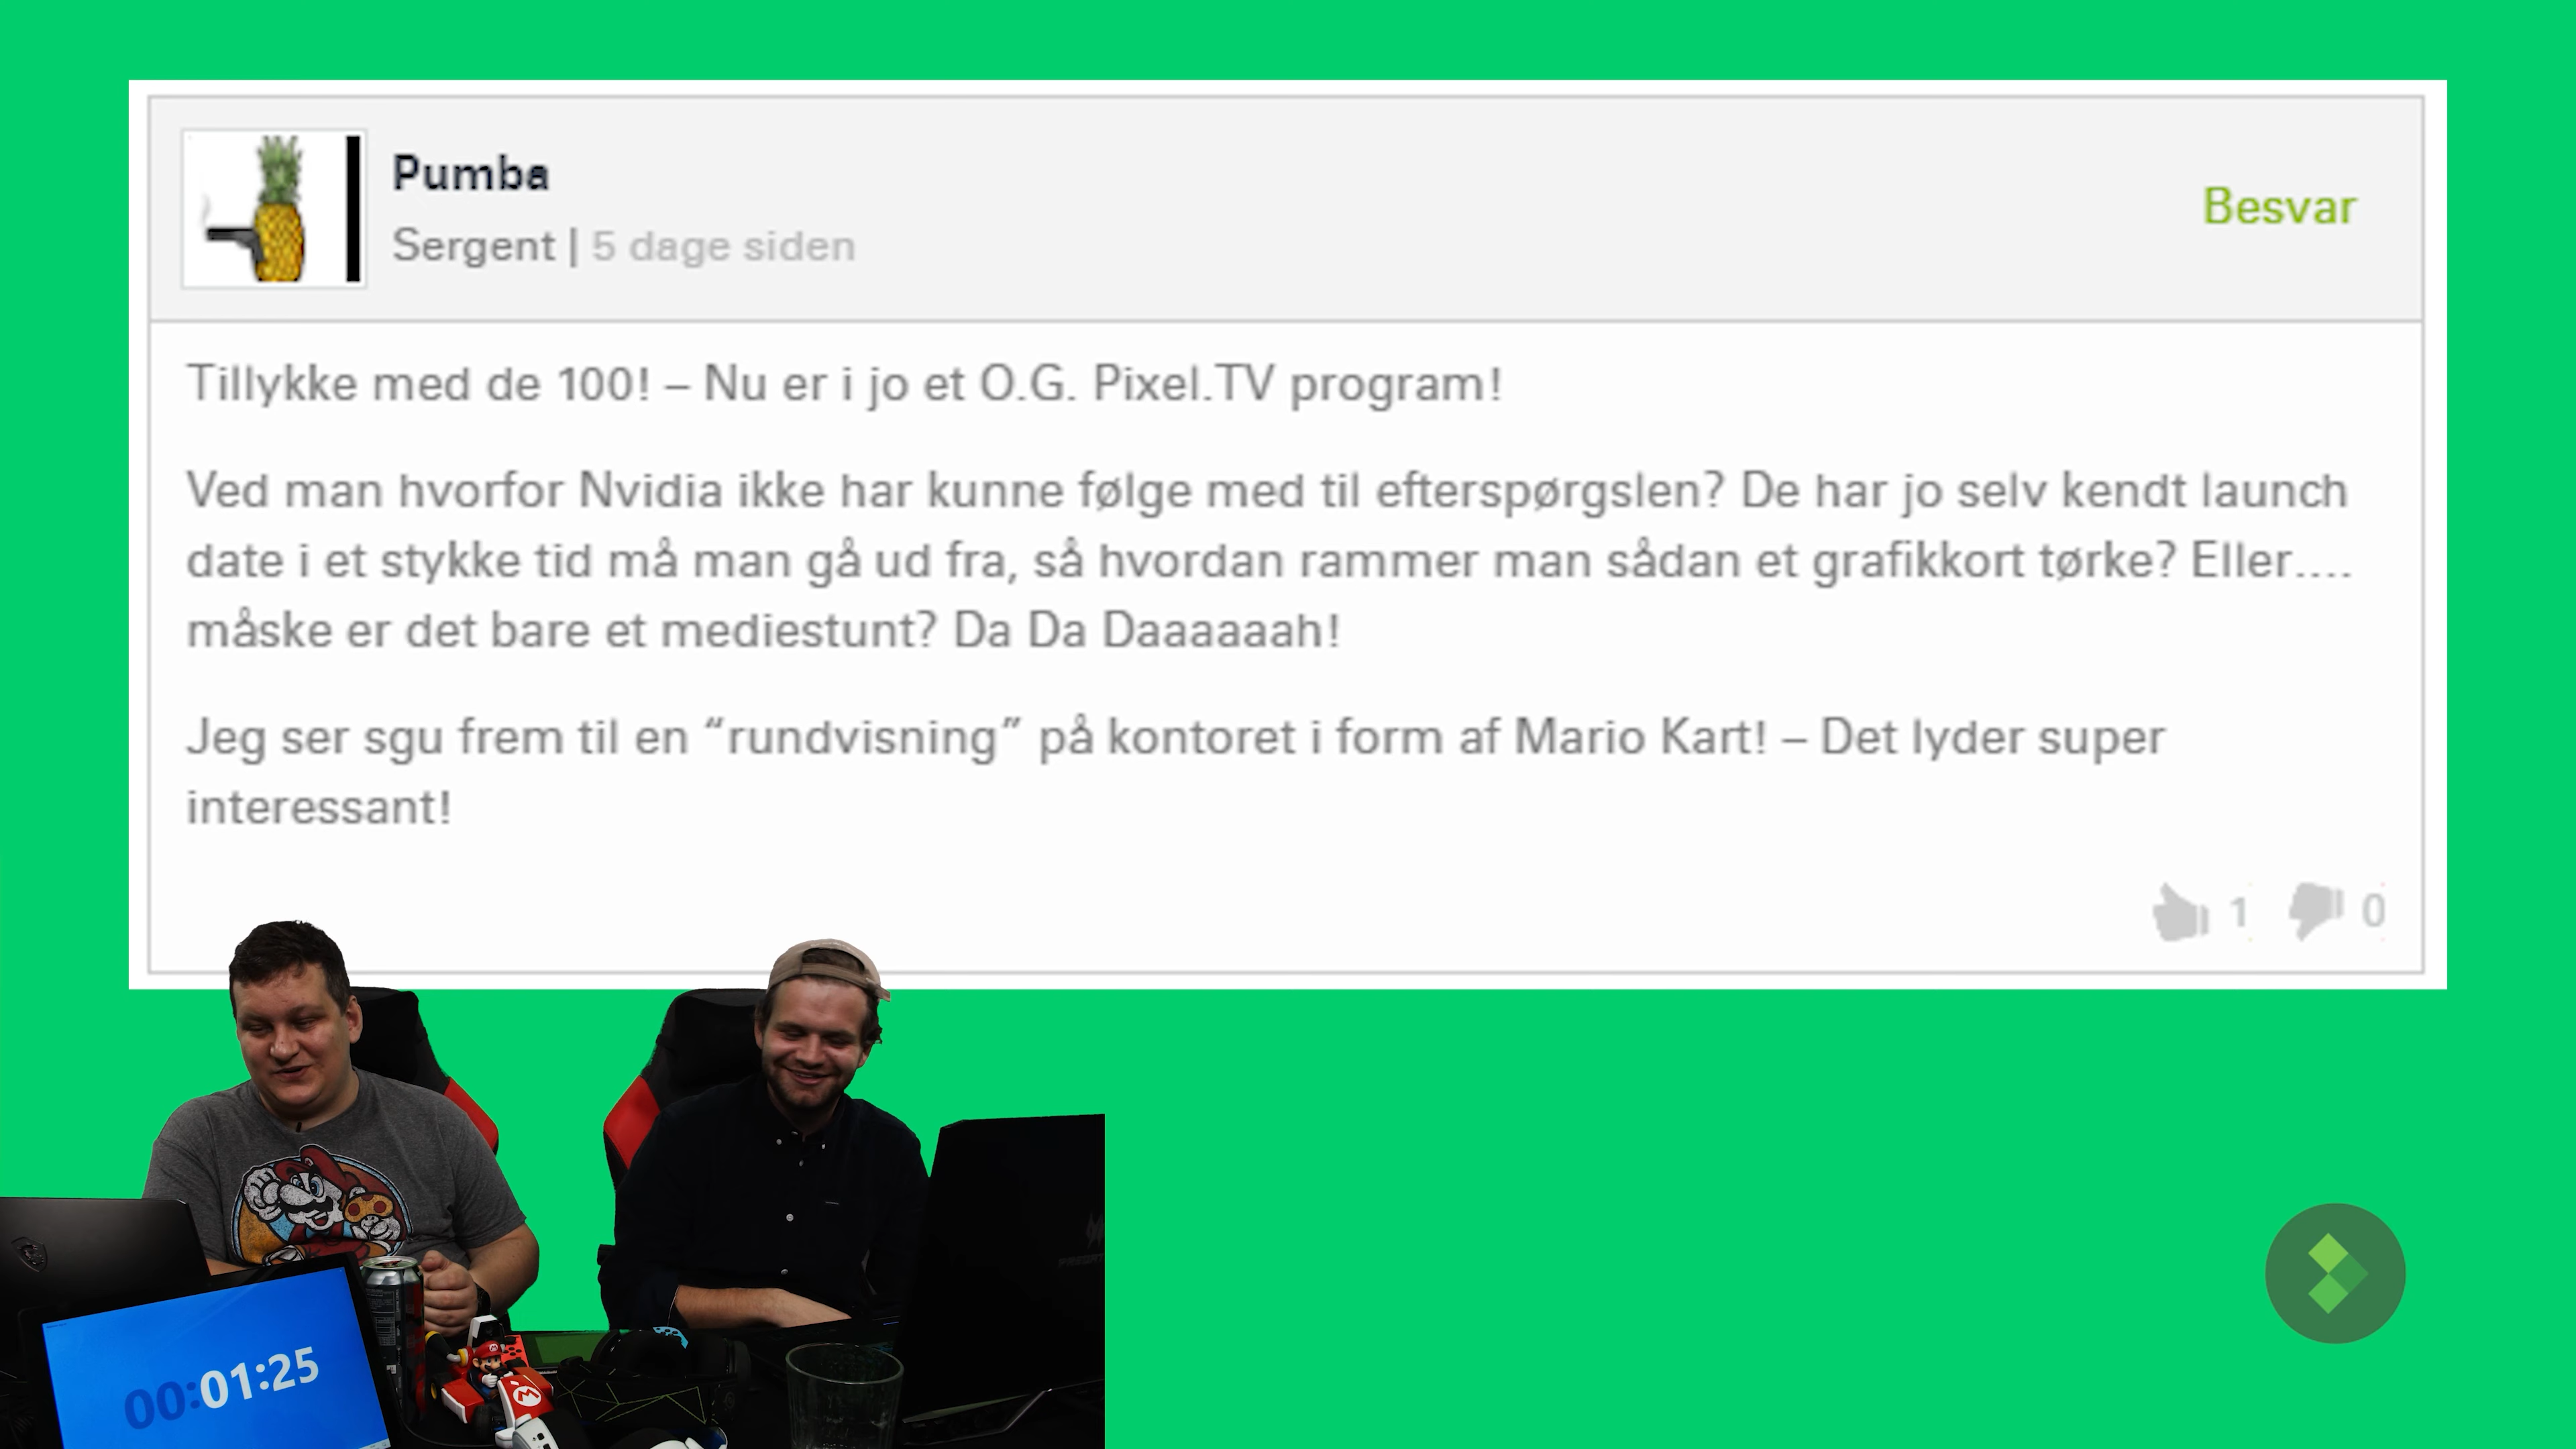 Pumba
Besvar
Sergent | 5 dage siden
Tillykke med de 100! – Nu er i jo et O.G. Pixel.TV program!
Ved man hvorfor Nvidia ikke har kunne følge med til efterspørgslen? De har jo selv kendt launch
date i et stykke tid må man gå ud fra, så hvordan rammer man sådan et grafikkort tørke? Eller....
måske er det bare et mediestunt? Da Da Daaaaaah!
Jeg ser sgu frem til en “rundvisning” på kontoret i form af Mario Kart! – Det lyder super
interessant!
1 0
00:01:25
M